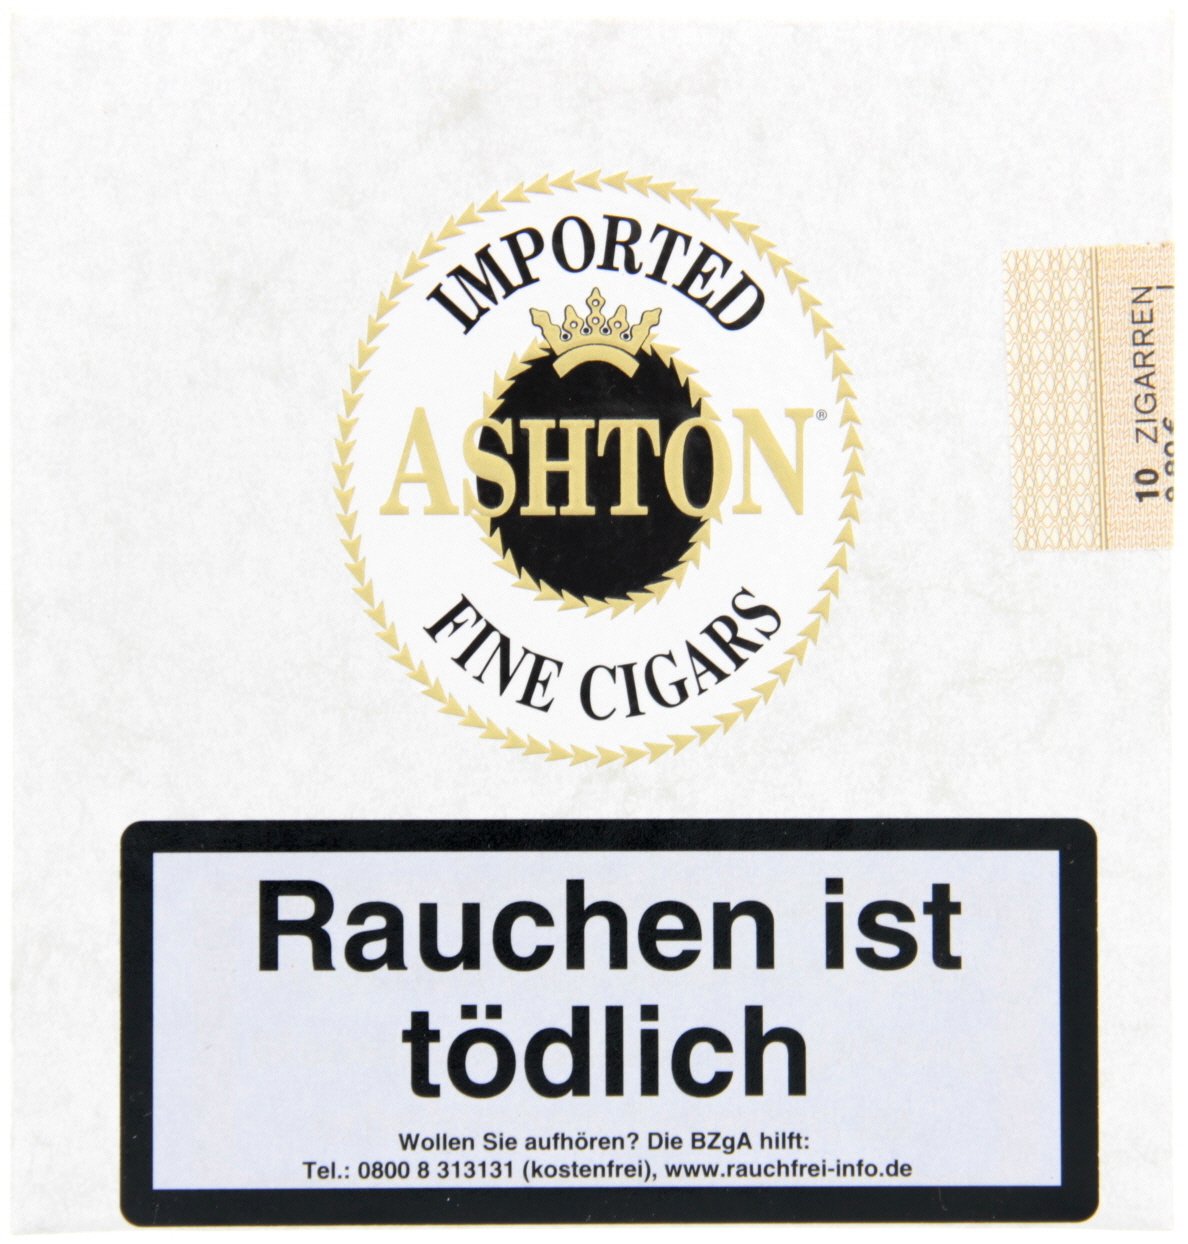 IMPORTED
ASHTON®
FINE CIGARS
10 ZIGARREN
Rauchen ist
tödlich
Wollen Sie aufhören? Die BZgA hilft:
Tel.: 0800 8 313131 (kostenfrei), www.rauchfrei-info.de